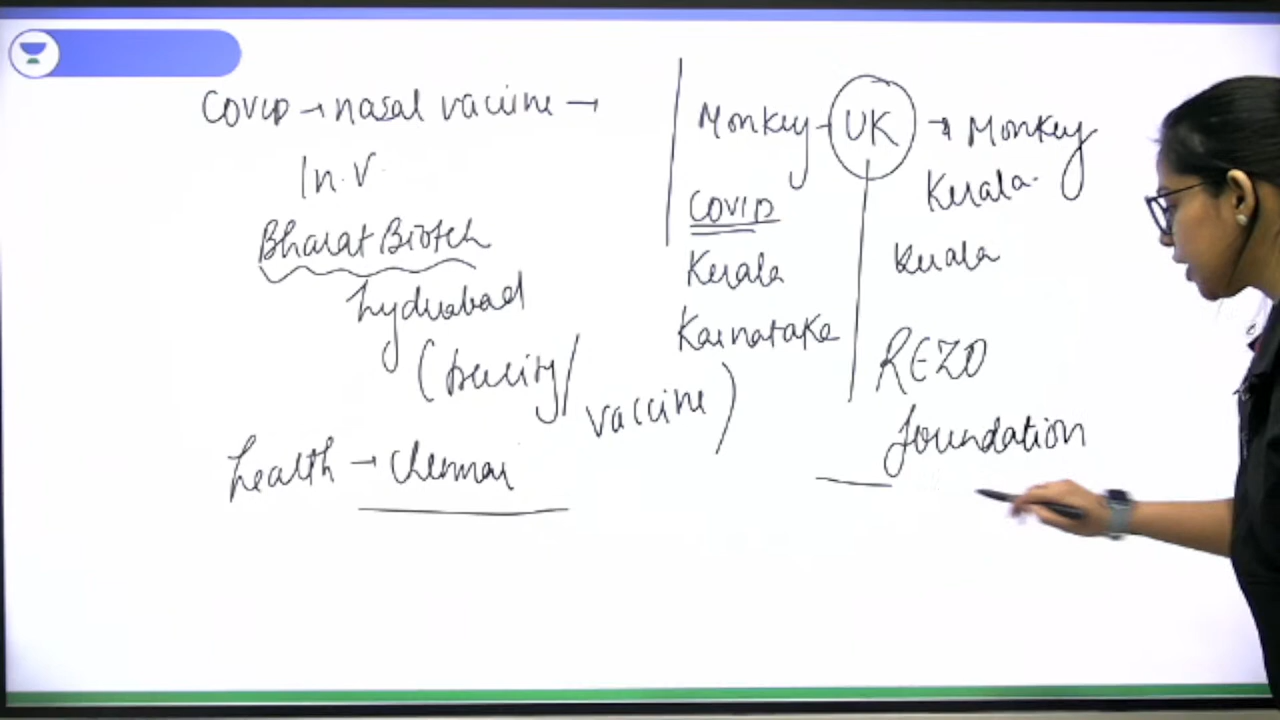 Covid → nasal vaccine →
In.V.
Bharat Biotech
hyderabad
( /
vaccine )
health → chennai
Monkey - UK → Monkey
Kerala.
Covid
Kerala
Karnataka
Kerala
REZO
foundation